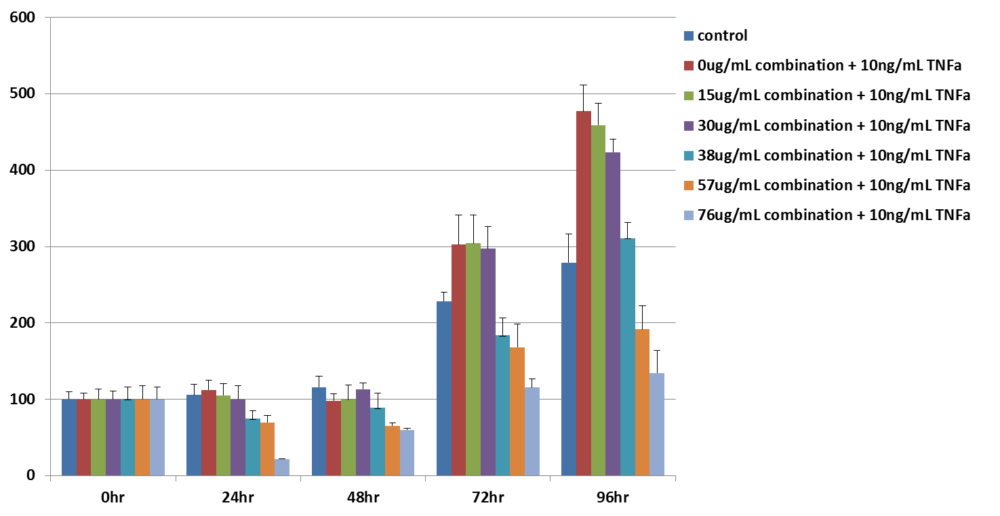 600
500
400
300
200
100
0
0hr
24hr
48hr
72hr
96hr
control
0ug/mL combination + 10ng/mL TNFa
15ug/mL combination + 10ng/mL TNFa
30ug/mL combination + 10ng/mL TNFa
38ug/mL combination + 10ng/mL TNFa
57ug/mL combination + 10ng/mL TNFa
76ug/mL combination + 10ng/mL TNFa